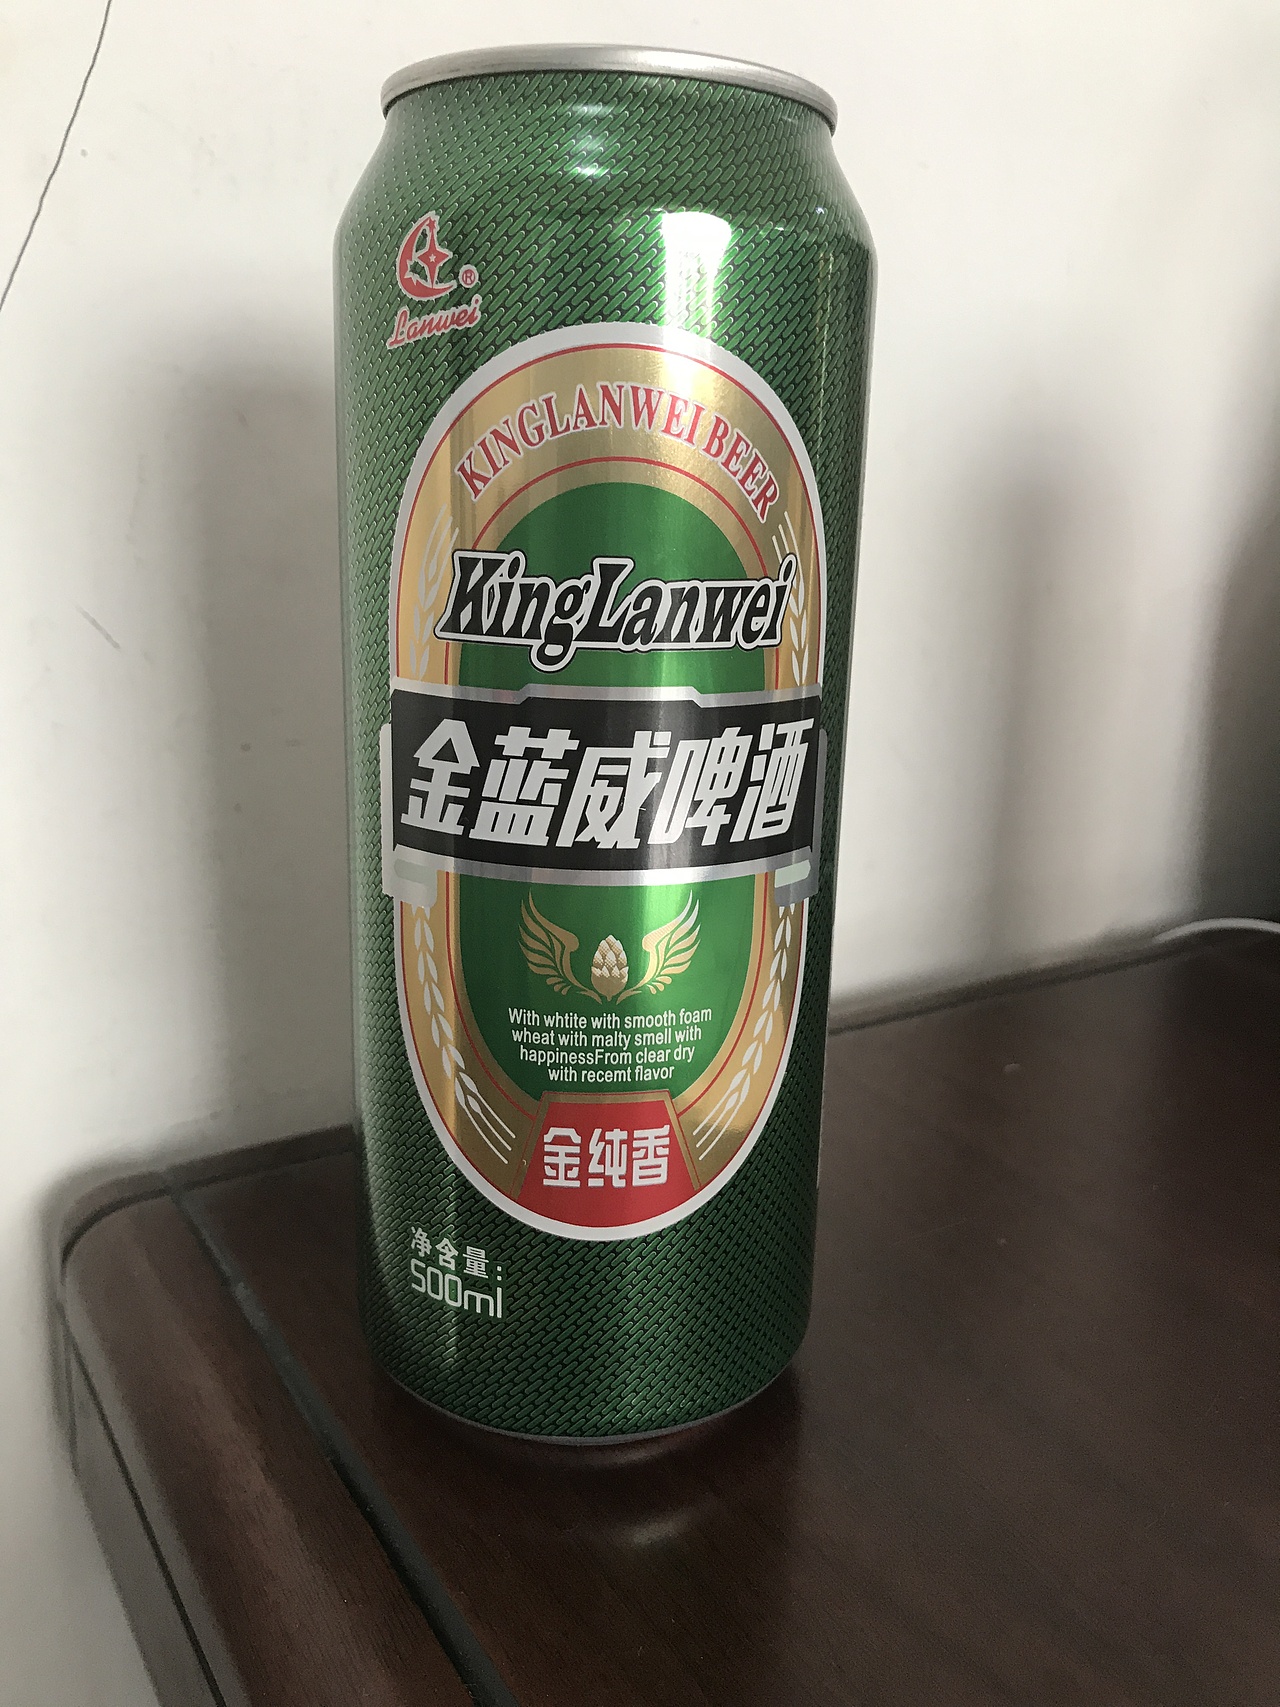 ®
Lanwei
KINGLANWEI BEER
KingLanwei
金蓝威啤酒
With whtite with smooth foam
wheat with malty smell with
happinessFrom clear dry
with recemt flavor
金纯香
净含量:
500ml